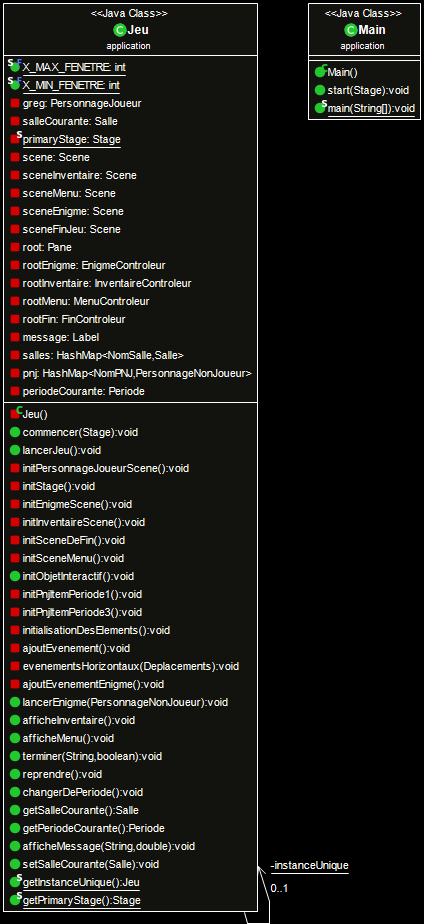 <<Java Class>>
Jeu
application
X_MAX_FENETRE: int
X_MIN_FENETRE: int
greg: PersonnageJoueur
salleCourante: Salle
primaryStage: Stage
scene: Scene
sceneInventaire: Scene
sceneMenu: Scene
sceneEnigme: Scene
sceneFinJeu: Scene
root: Pane
rootEnigme: EnigmeControleur
rootInventaire: InventaireControleur
rootMenu: MenuControleur
rootFin: FinControleur
message: Label
salles: HashMap<NomSalle,Salle>
pnj: HashMap<NomPNJ,PersonnageNonJoueur>
periodeCourante: Periode
Jeu()
commencer(Stage):void
lancerJeu():void
initPersonnageJoueurScene():void
initStage():void
initEnigmeScene():void
initInventaireScene():void
initSceneDeFin():void
initSceneMenu():void
initObjetInteractif():void
initPnjItemPeriode1():void
initPnjItemPeriode3():void
initialisationDesElements():void
ajoutEvenement():void
evenementsHorizontaux(Deplacements):void
ajoutEvenementEnigme():void
lancerEnigme(PersonnageNonJoueur):void
afficheInventaire():void
afficheMenu():void
terminer(String,boolean):void
reprendre():void
changerDePeriode():void
getSalleCourante():Salle
getPeriodeCourante():Periode
afficheMessage(String,double):void
setSalleCourante(Salle):void
getInstanceUnique():Jeu
getPrimaryStage():Stage
-instanceUnique
0..1
<<Java Class>>
Main
application
Main()
start(Stage):void
main(String[]):void